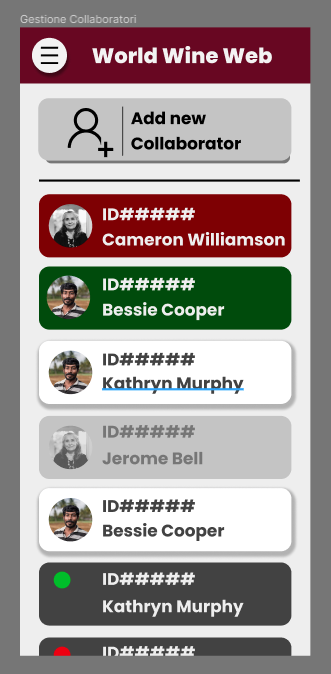 Gestione Collaboratori
World Wine Web
Add new
Collaborator
ID#####
Cameron Williamson
ID#####
Bessie Cooper
ID#####
Kathryn Murphy
ID#####
Jerome Bell
ID#####
Bessie Cooper
ID#####
Kathryn Murphy
ID#####